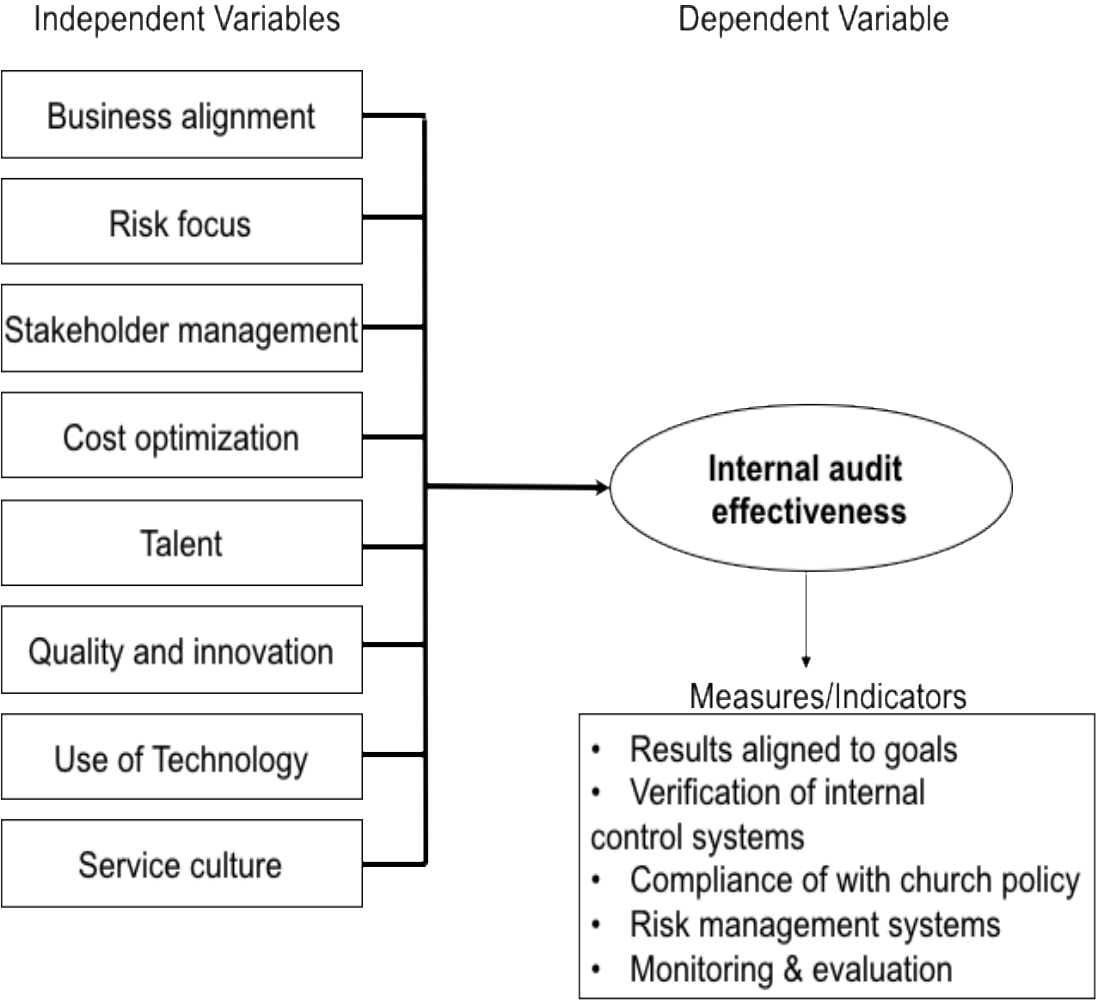 Independent Variables
Dependent Variable
Business alignment
Risk focus
Stakeholder management
Cost optimization
Talent
Quality and innovation
Use of Technology
Service culture
Internal audit
effectiveness
Measures/Indicators
• Results aligned to goals
• Verification of internal
control systems
• Compliance of with church policy
• Risk management systems
• Monitoring & evaluation